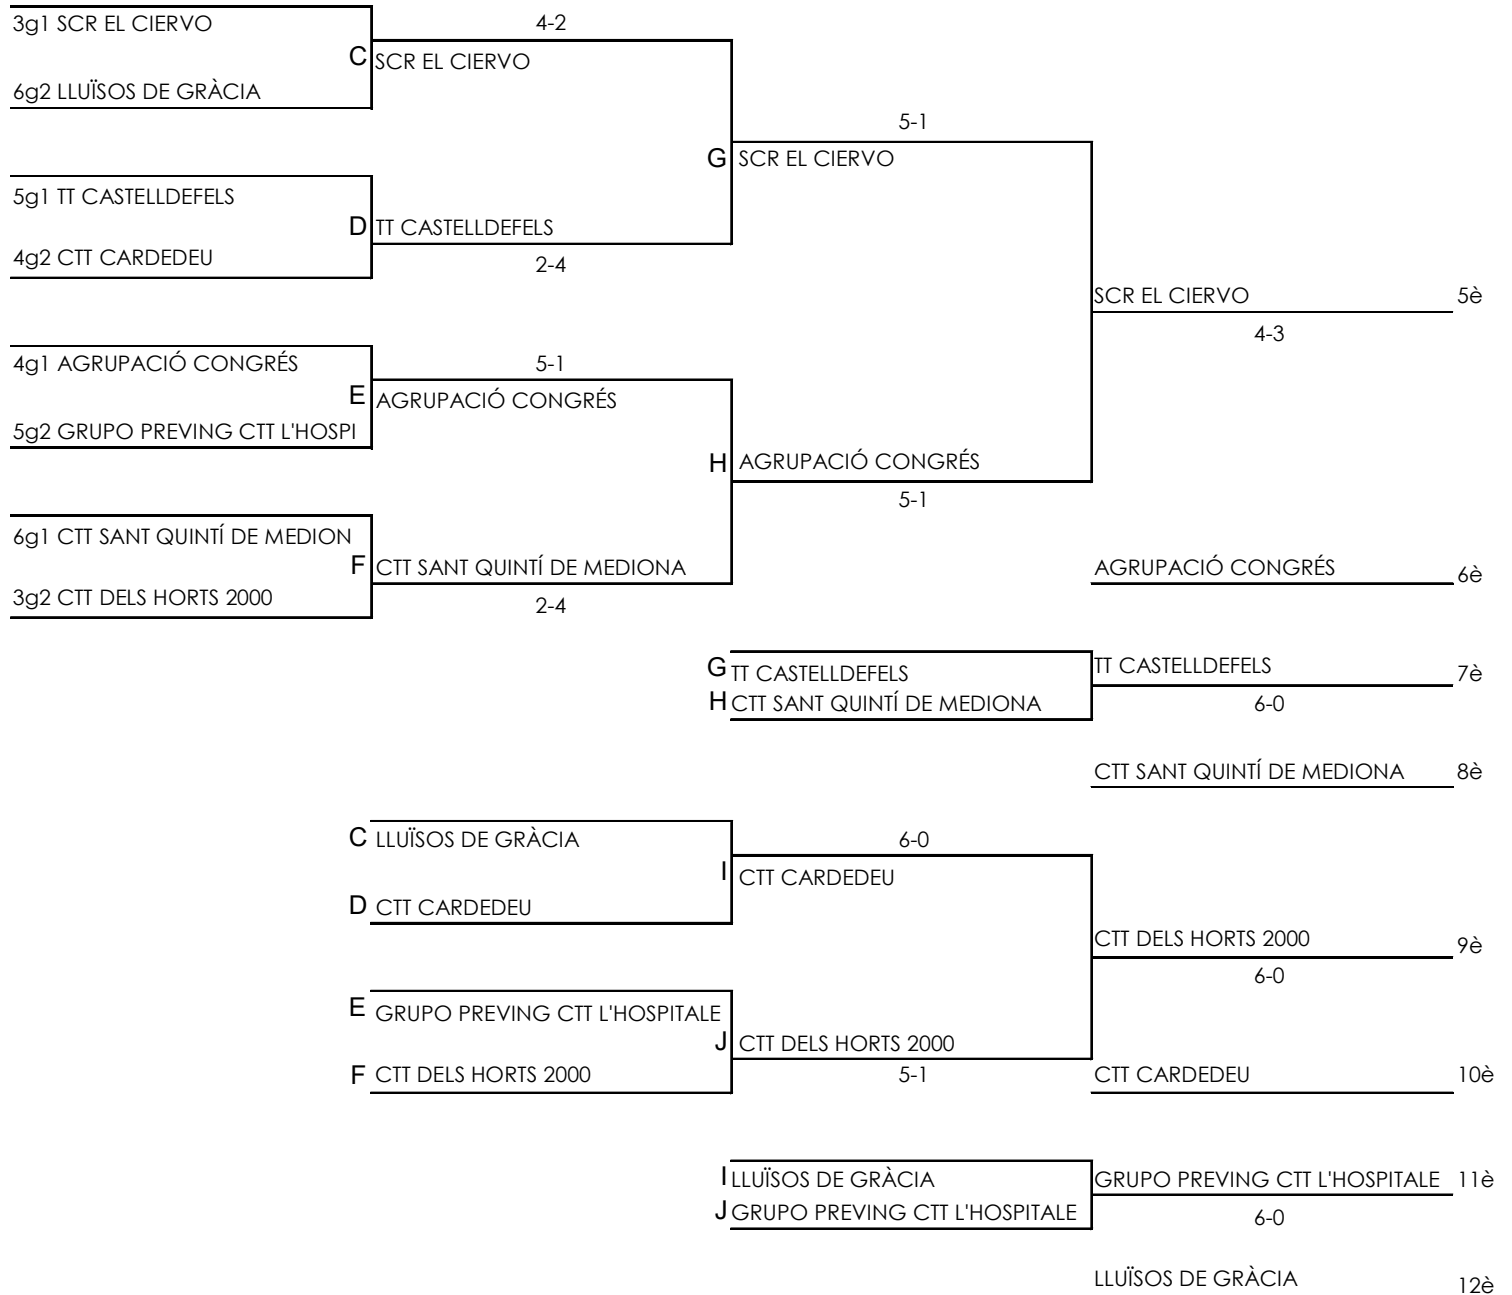 3g1 SCR EL CIERVO
4-2
C SCR EL CIERVO
6g2 LLUÏSOS DE GRÀCIA
5-1
G SCR EL CIERVO
5g1 TT CASTELLDEFELS
D TT CASTELLDEFELS
4g2 CTT CARDEDEU
2-4
SCR EL CIERVO 5è
4-3
4g1 AGRUPACIÓ CONGRÉS
5-1
E AGRUPACIÓ CONGRÉS
5g2 GRUPO PREVING CTT L'HOSPI
H AGRUPACIÓ CONGRÉS
5-1
6g1 CTT SANT QUINTÍ DE MEDION
F CTT SANT QUINTÍ DE MEDIONA
AGRUPACIÓ CONGRÉS 6è
3g2 CTT DELS HORTS 2000
2-4
G TT CASTELLDEFELS
TT CASTELLDEFELS 7è
H CTT SANT QUINTÍ DE MEDIONA
6-0
CTT SANT QUINTÍ DE MEDIONA 8è
C LLUÏSOS DE GRÀCIA
6-0
I CTT CARDEDEU
D CTT CARDEDEU
CTT DELS HORTS 2000 9è
6-0
E GRUPO PREVING CTT L'HOSPITALE
J CTT DELS HORTS 2000
F CTT DELS HORTS 2000
5-1
CTT CARDEDEU 10è
I LLUÏSOS DE GRÀCIA
GRUPO PREVING CTT L'HOSPITALE 11è
J GRUPO PREVING CTT L'HOSPITALE
6-0
LLUÏSOS DE GRÀCIA 12è